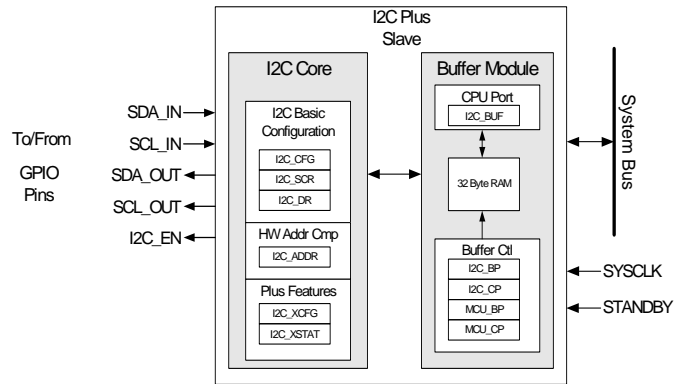 I2C Plus
Slave
I2C Core
Buffer Module
CPU Port
I2C_BUF
I2C Basic
Configuration
I2C_CFG
I2C_SCR
I2C_DR
32 Byte RAM
HW Addr Cmp
I2C_ADDR
Buffer Ctl
I2C_BP
I2C_CP
MCU_BP
MCU_CP
Plus Features
I2C_XCFG
I2C_XSTAT
To/From
GPIO
Pins
SDA_IN
SCL_IN
SDA_OUT
SCL_OUT
I2C_EN
System Bus
SYSCLK
STANDBY